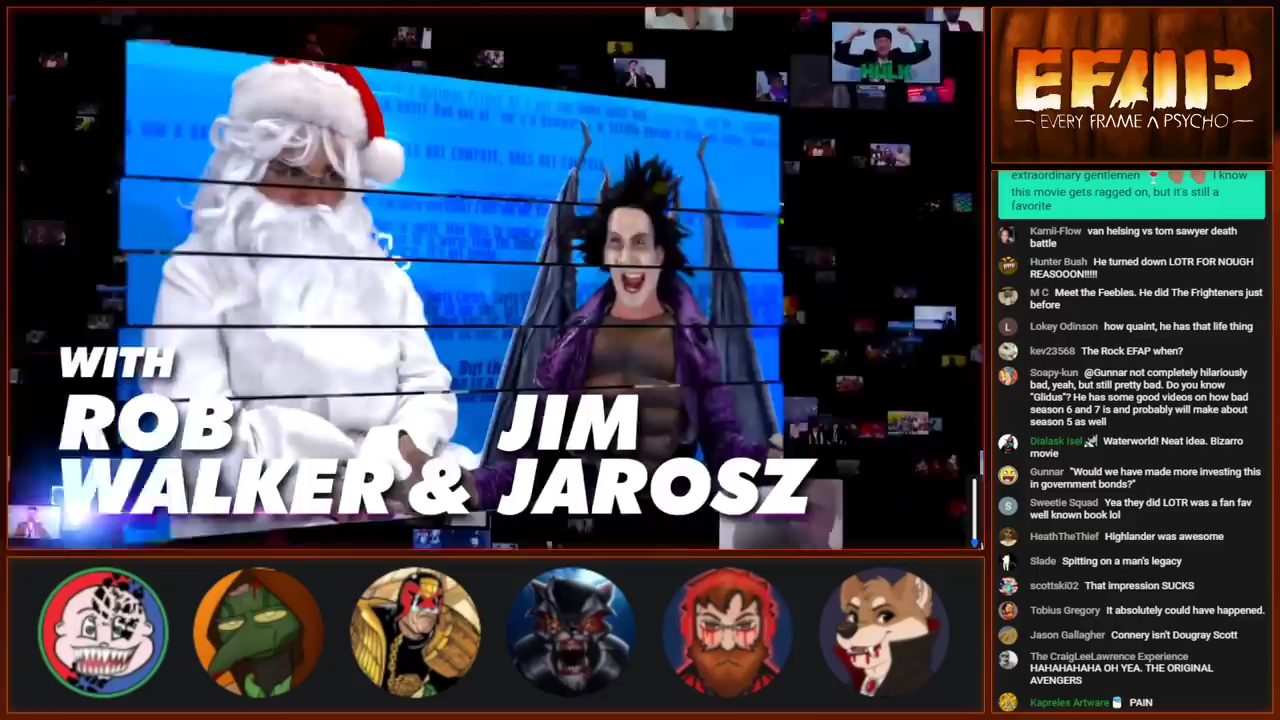 HULK
DOES NOT COMPUTE, DOES NOT COMPUTE
WITH
ROB
WALKER &
JIM
JAROSZ
EFAP
EVERY FRAME A PSYCHO
extraordinary gentlemen 🍷 I know
this movie gets ragged on, but it's still a
favorite
Kamii-Flow van helsing vs tom sawyer death
battle
Hunter Bush He turned down LOTR FOR NOUGH
REASOOON!!!!!
M C Meet the Feebles. He did The Frighteners just
before
Lokey Odinson how quaint, he has that life thing
kev23568 The Rock EFAP when?
Soapy-kun @Gunnar not completely hilariously
bad, yeah, but still pretty bad. Do you know
"Glidus"? He has some good videos on how bad
season 6 and 7 is and probably will make about
season 5 as well
Dialask Isel Waterworld! Neat idea. Bizarro
movie
Gunnar "Would we have made more investing this
in government bonds?"
Sweetie Squad Yea they did LOTR was a fan fav
well known book lol
HeathTheThief Highlander was awesome
Slade Spitting on a man's legacy
scottski02 That impression SUCKS
Tobius Gregory It absolutely could have happened.
Jason Gallagher Connery isn't Dougray Scott
The CraigLeeLawrence Experience
HAHAHAHAHA OH YEA. THE ORIGINAL
AVENGERS
Kapreles Artware PAIN